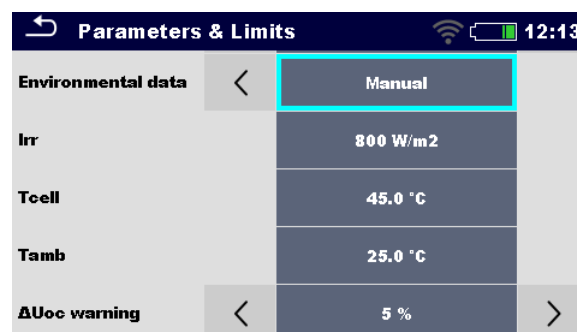 Parameters & Limits 12:13
Environmental data Manual
Irr 800 W/m2
Tcell 45.0 °C
Tamb 25.0 °C
ΔUoc warning 5 %